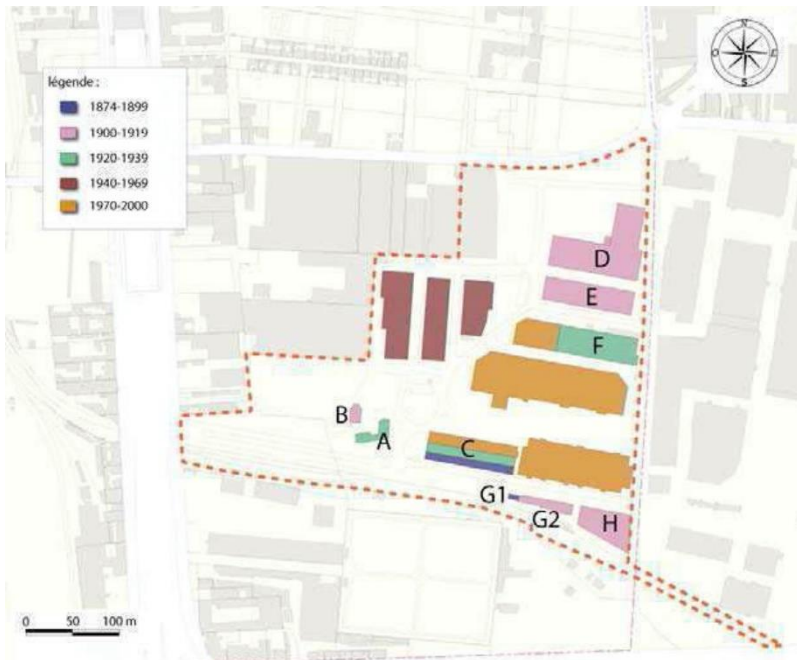 N
O E
S
légende :
1874-1899
1900-1919
1920-1939
1940-1969
1970-2000
D
E
F
B
A
C
G1
G2
H
0 50 100 m